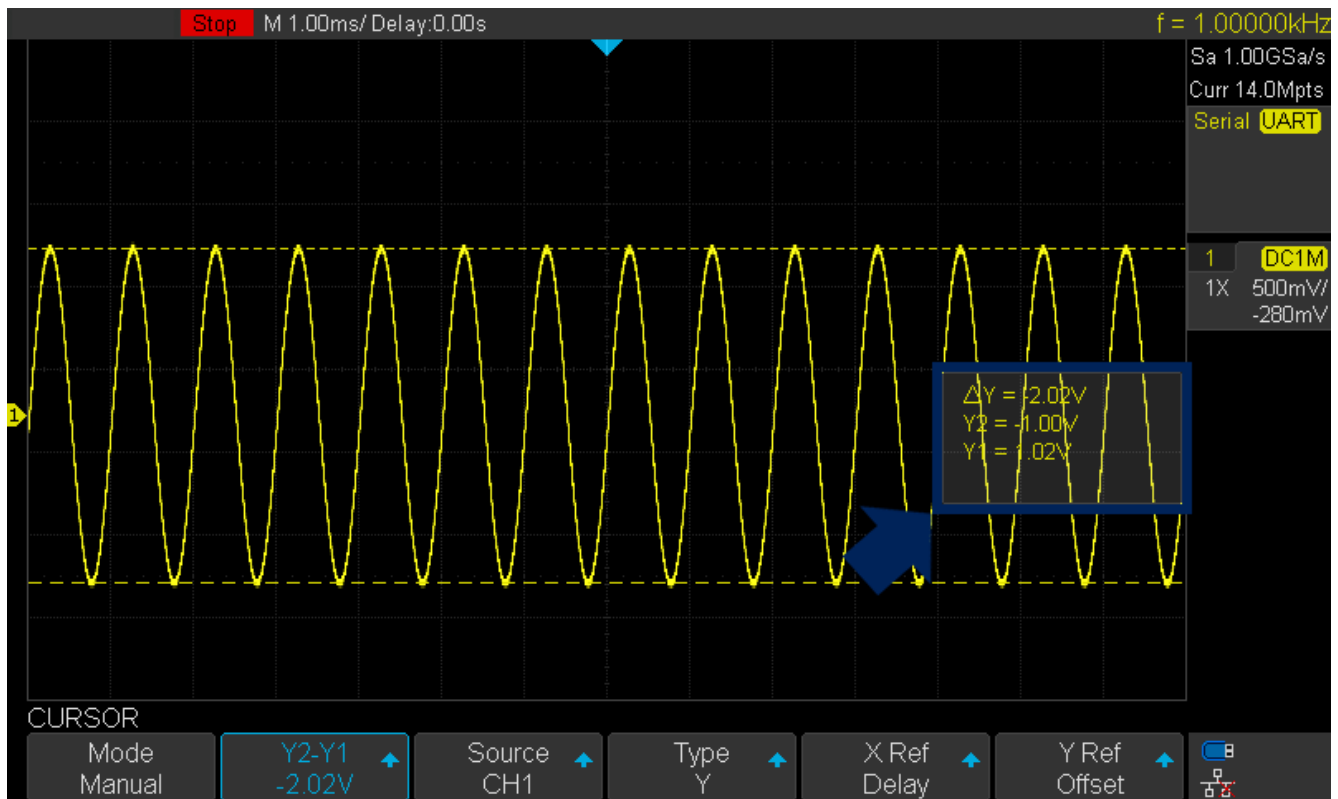 Stop M 1.00ms/ Delay:0.00s f = 1.00000kHz
Sa 1.00GSa/s
Curr 14.0Mpts
Serial UART
1 DC1M
1X 500mV/
-280mV
1
△Y = -2.02V
Y2 = -1.00V
Y1 = 1.02V
CURSOR
Mode
Manual
Y2-Y1
-2.02V
Source
CH1
Type
Y
X Ref
Delay
Y Ref
Offset